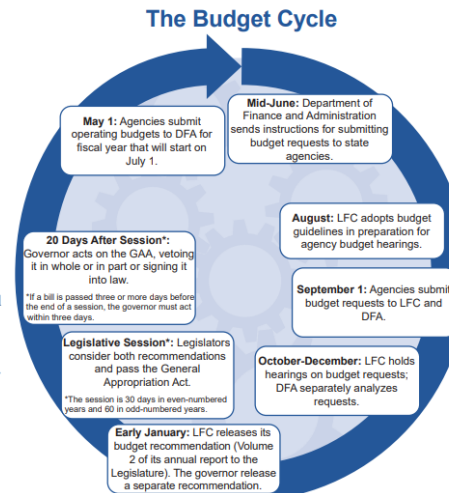 The Budget Cycle
Mid-June: Department of
Finance and Administration
sends instructions for submitting
budget requests to state
agencies.
August: LFC adopts budget
guidelines in preparation for
agency budget hearings.
September 1: Agencies submit
budget requests to LFC and
DFA.
October-December: LFC holds
hearings on budget requests;
DFA separately analyzes
requests.
Early January: LFC releases its
budget recommendation (Volume
2 of its annual report to the
Legislature). The governor release
a separate recommendation.
Legislative Session*: Legislators
consider both recommendations
and pass the General
Appropriation Act.
*The session is 30 days in even-numbered
years and 60 in odd-numbered years.
20 Days After Session*:
Governor acts on the GAA, vetoing
it in whole or in part or signing it
into law.
*If a bill is passed three or more days before
the end of a session, the governor must act
within three days.
May 1: Agencies submit
operating budgets to DFA for
fiscal year that will start on
July 1.